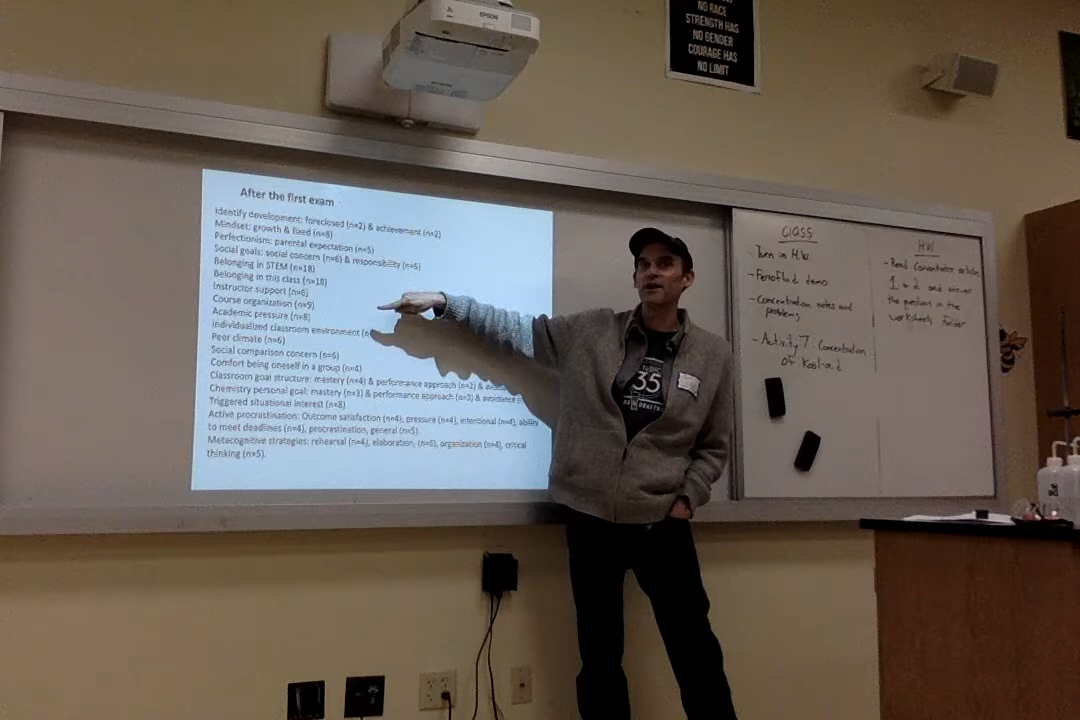 EPSON
NO RACE
STRENGTH HAS
NO GENDER
COURAGE HAS
NO LIMIT
After the first exam
Identify development: foreclosed (n=2) & achievement (n=2)
Mindset: growth & fixed (n=8)
Perfectionism: parental expectation (n=5)
Social goals: social concern (n=6) & responsibility (n=6)
Belonging in STEM (n=18)
Belonging in this class (n=18)
Instructor support (n=6)
Course organization (n=9)
Academic pressure (n=8)
Individualized classroom environment
Peer climate (n=6)
Social comparison concern (n=6)
Comfort being oneself in a group (n=4)
Classroom goal structure: mastery (n=4) & performance approach (n=2) &
Chemistry personal goal: mastery (n=3) & performance approach (n=3) & avoidance
Triggered situational interest (n=8)
Active procrastination: Outcome satisfaction (n=4), pressure (n=4), intentional (n=4), ability
to meet deadlines (n=4), procrastination, general (n=5).
Metacognitive strategies: rehearsal (n=4), elaboration, (n=6), organization (n=4), critical
thinking (n=5).
35
CLASS
- Turn in H.W.
- Ferrofluid demo
- Concentration notes and
problems
- Activity 7: Concentration
of
HW
- Read Concentration articles
1 & 2 and answer
the questions in the
worksheets folder